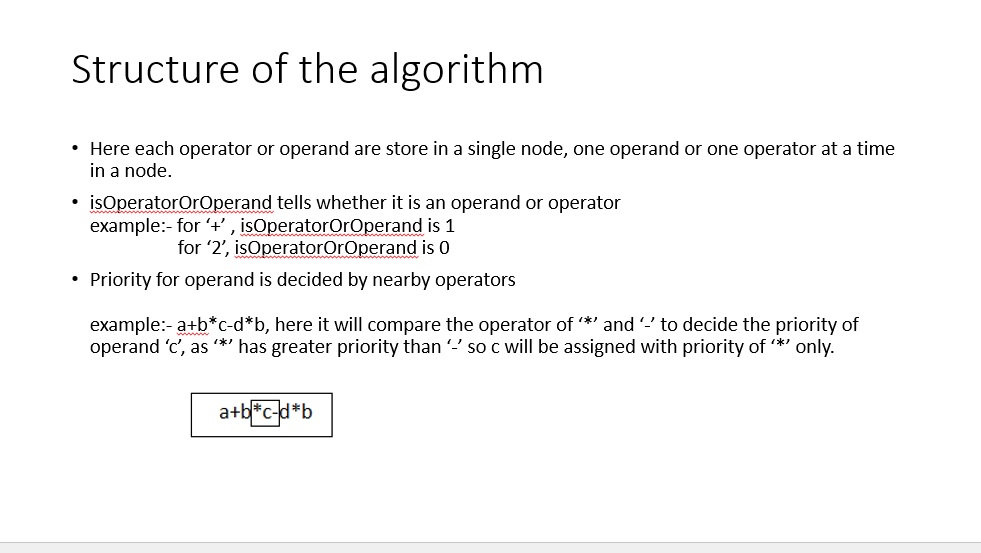 Structure of the algorithm
• Here each operator or operand are store in a single node, one operand or one operator at a time
in a node.
• isOperatorOrOperand tells whether it is an operand or operator
example:- for ‘+’ , isOperatorOrOperand is 1
for ‘2’, isOperatorOrOperand is 0
• Priority for operand is decided by nearby operators
example:- a+b*c-d*b, here it will compare the operator of ‘*’ and ‘-’ to decide the priority of
operand ‘c’, as ‘*’ has greater priority than ‘-’ so c will be assigned with priority of ‘*’ only.
a+b*c-d*b